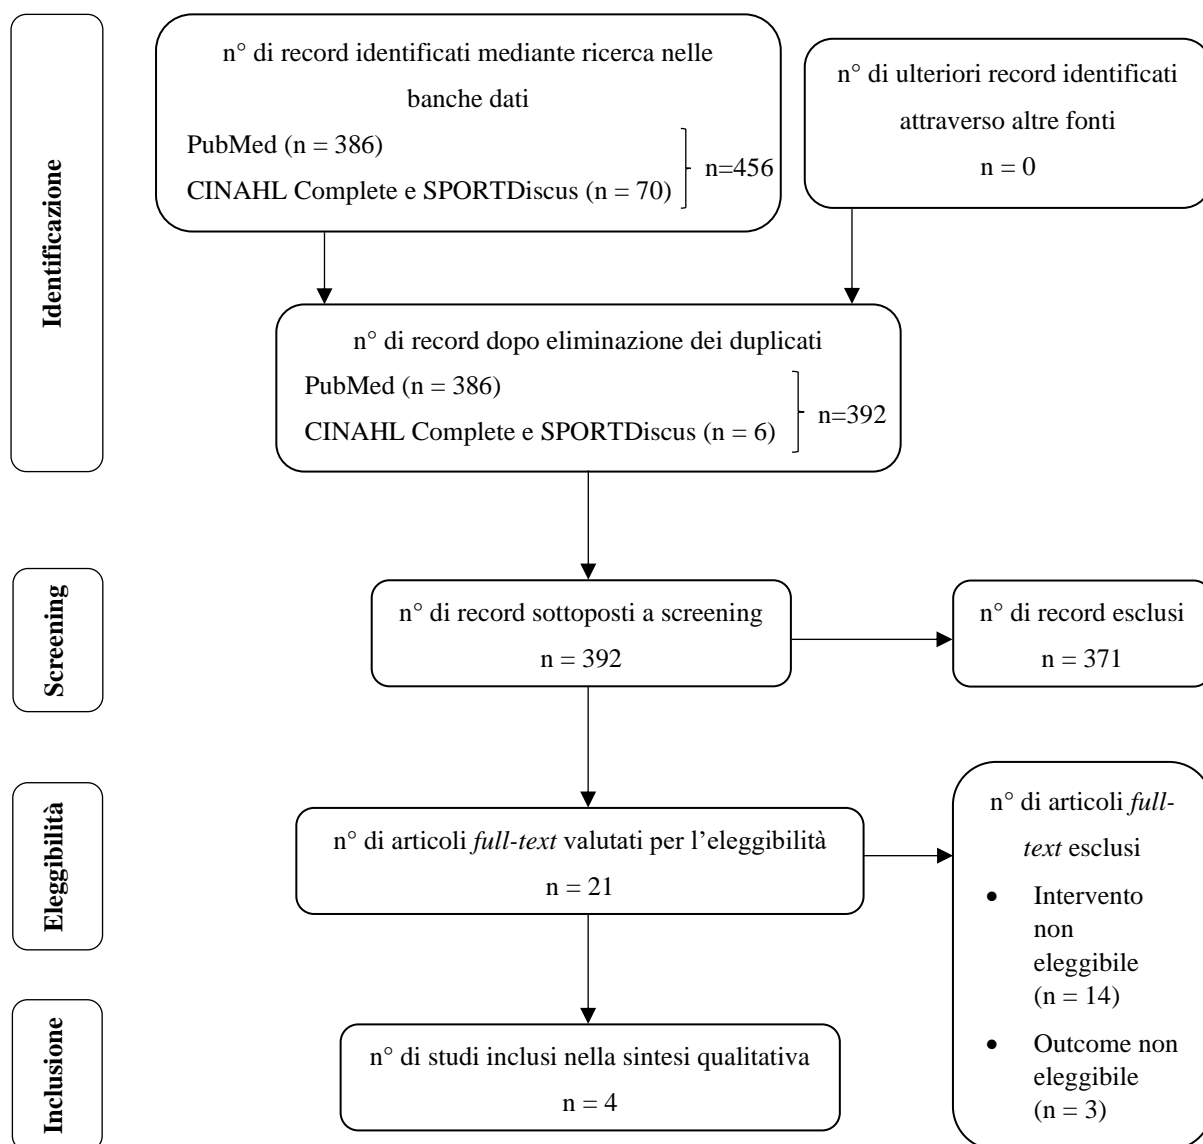 Identificazione
n° di record identificati mediante ricerca nelle
banche dati
PubMed (n = 386)
CINAHL Complete e SPORTDiscus (n = 70)
n=456
n° di ulteriori record identificati
attraverso altre fonti
n = 0
n° di record dopo eliminazione dei duplicati
PubMed (n = 386)
CINAHL Complete e SPORTDiscus (n = 6)
n=392
Screening
n° di record sottoposti a screening
n = 392
n° di record esclusi
n = 371
Eleggibilità
n° di articoli full-text valutati per l’eleggibilità
n = 21
n° di articoli full-
text esclusi
• Intervento
non
eleggibile
(n = 14)
• Outcome non
eleggibile
(n = 3)
Inclusione
n° di studi inclusi nella sintesi qualitativa
n = 4